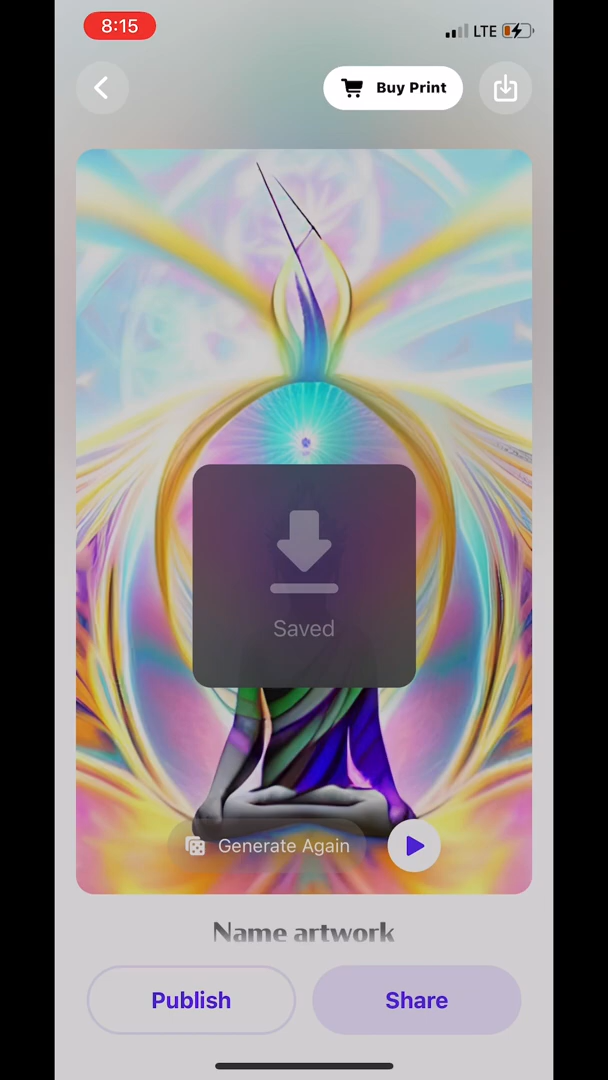 8:15
LTE
Buy Print
Saved
Generate Again
Name artwork
Publish
Share